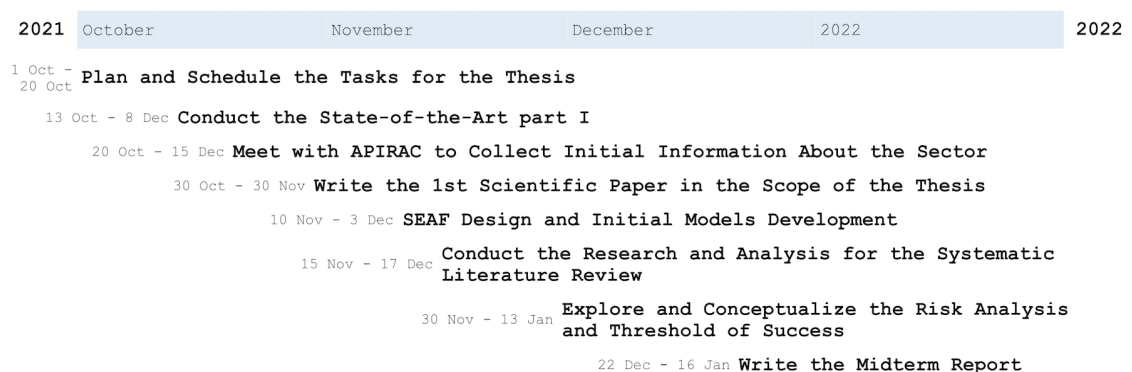 2021 October November December 2022 2022
1 Oct -
20 Oct Plan and Schedule the Tasks for the Thesis
13 Oct - 8 Dec Conduct the State-of-the-Art part I
20 Oct - 15 Dec Meet with APIRAC to Collect Initial Information About the Sector
30 Oct - 30 Nov Write the 1st Scientific Paper in the Scope of the Thesis
10 Nov - 3 Dec SEAF Design and Initial Models Development
15 Nov - 17 Dec Conduct the Research and Analysis for the Systematic
Literature Review
30 Nov - 13 Jan Explore and Conceptualize the Risk Analysis
and Threshold of Success
22 Dec - 16 Jan Write the Midterm Report